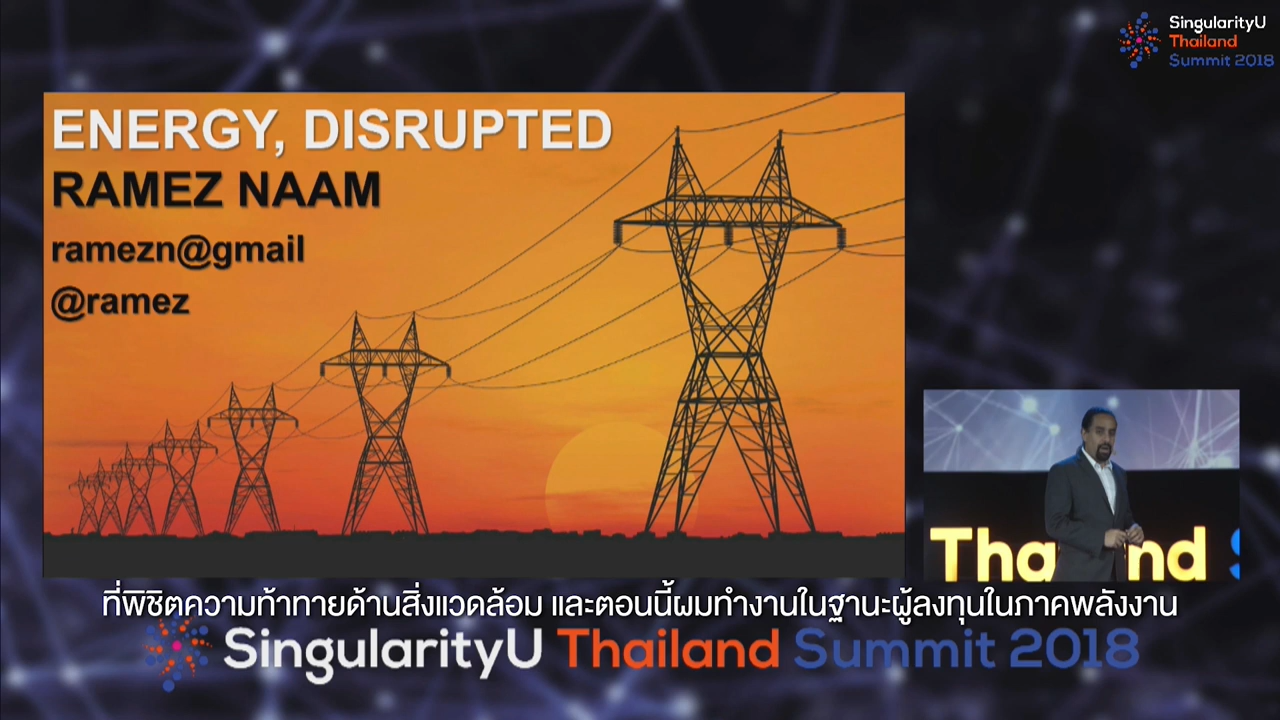 SingularityU
Thailand
Summit 2018
ENERGY, DISRUPTED
RAMEZ NAAM
ramezn@gmail
@ramez
Tha nd S
ที่พิชิตความท้าทายด้านสิ่งแวดล้อม และตอนนี้ผมทำงานในฐานะผู้ลงทุนในภาคพลังงาน
SingularityU Thailand Summit 2018